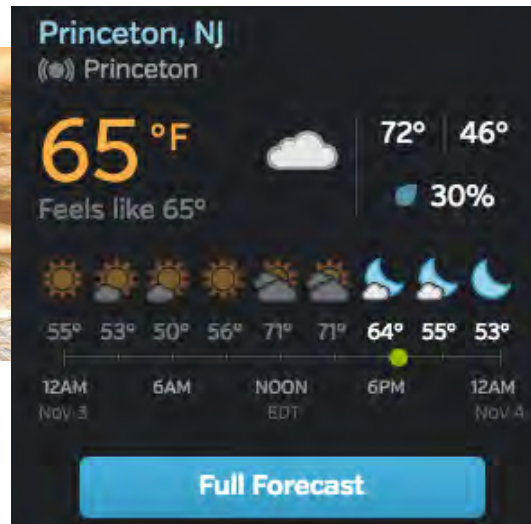 Princeton, NJ
Princeton
65 °F
72° 46°
Feels like 65°
30%
55° 53° 50° 56° 71° 71° 64° 55° 53°
12AM 6AM NOON 6PM 12AM
Nov 3 EDT Nov 4
Full Forecast